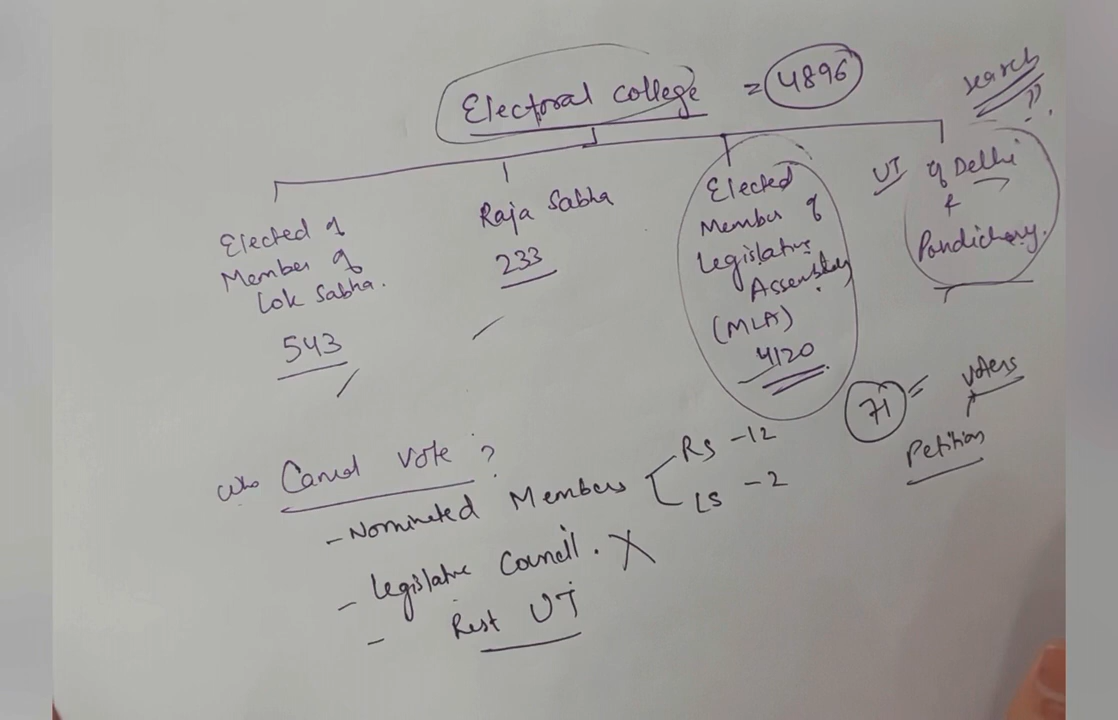 Electoral college = 4896
search
??.
Elected of
Member of
Lok Sabha.
543
Raja Sabha
233
Elected
Member of
Legislative
Assembly
(MLA)
4120
UT of Delhi
&
Pondichery.
71 =
voters
Petition
who Cannot vote ?
- Nominated Members
RS - 12
LS - 2
- Legislative Council. X
- Rest UT